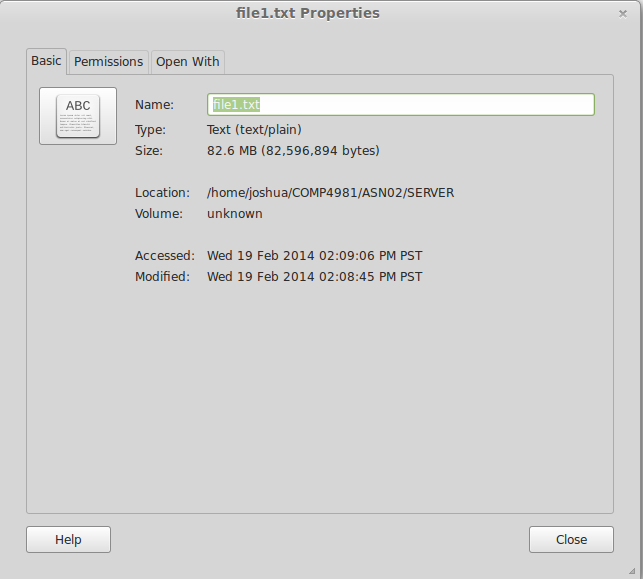 file1.txt Properties
Basic Permissions Open With
ABC
Name: file1.txt
Type: Text (text/plain)
Size: 82.6 MB (82,596,894 bytes)
Location: /home/joshua/COMP4981/ASN02/SERVER
Volume: unknown
Accessed: Wed 19 Feb 2014 02:09:06 PM PST
Modified: Wed 19 Feb 2014 02:08:45 PM PST
Help Close